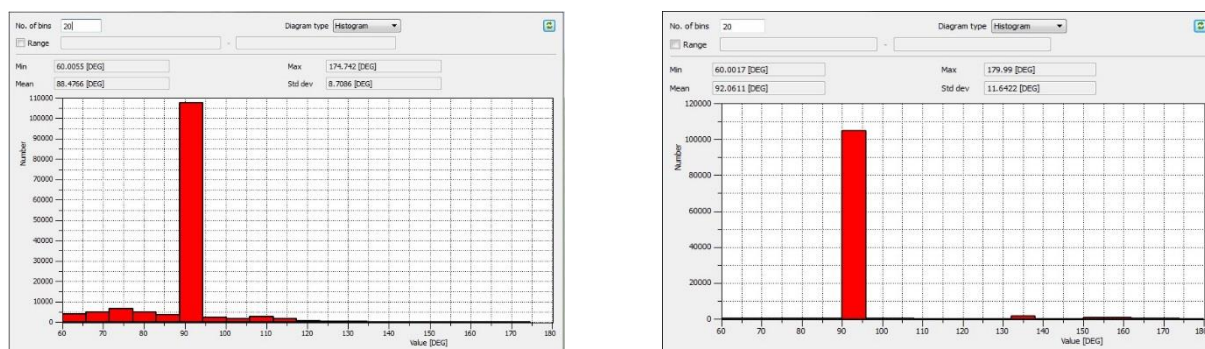 No. of bins 20 Diagram type Histogram
Range -
Min 60.0055 [DEG] Max 174.742 [DEG]
Mean 88.4766 [DEG] Std dev 8.7086 [DEG]
110000
100000
90000
80000
70000
60000
50000
40000
30000
20000
10000
0
Number
60 70 80 90 100 110 120 130 140 150 160 170 180
Value [DEG]
No. of bins 20 Diagram type Histogram
Range -
Min 60.0017 [DEG] Max 179.99 [DEG]
Mean 92.0611 [DEG] Std dev 11.6422 [DEG]
120000
100000
80000
60000
40000
20000
0
Number
60 70 80 90 100 110 120 130 140 150 160 170 180
Value [DEG]